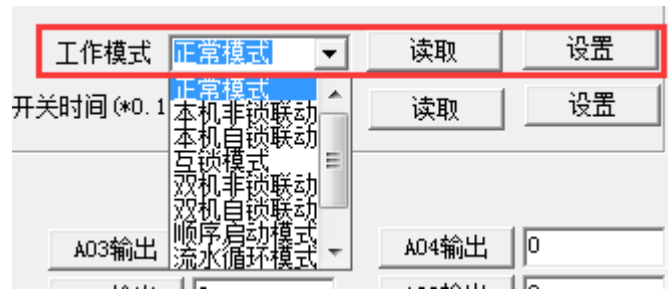 工作模式 正常模式 读取 设置
开关时间(*0.1 读取 设置
正常模式
本机非锁联动
本机自锁联动
互锁模式
双机非锁联动
双机自锁联动
顺序启动模式
流水循环模式
AO3输出 AO4输出 0